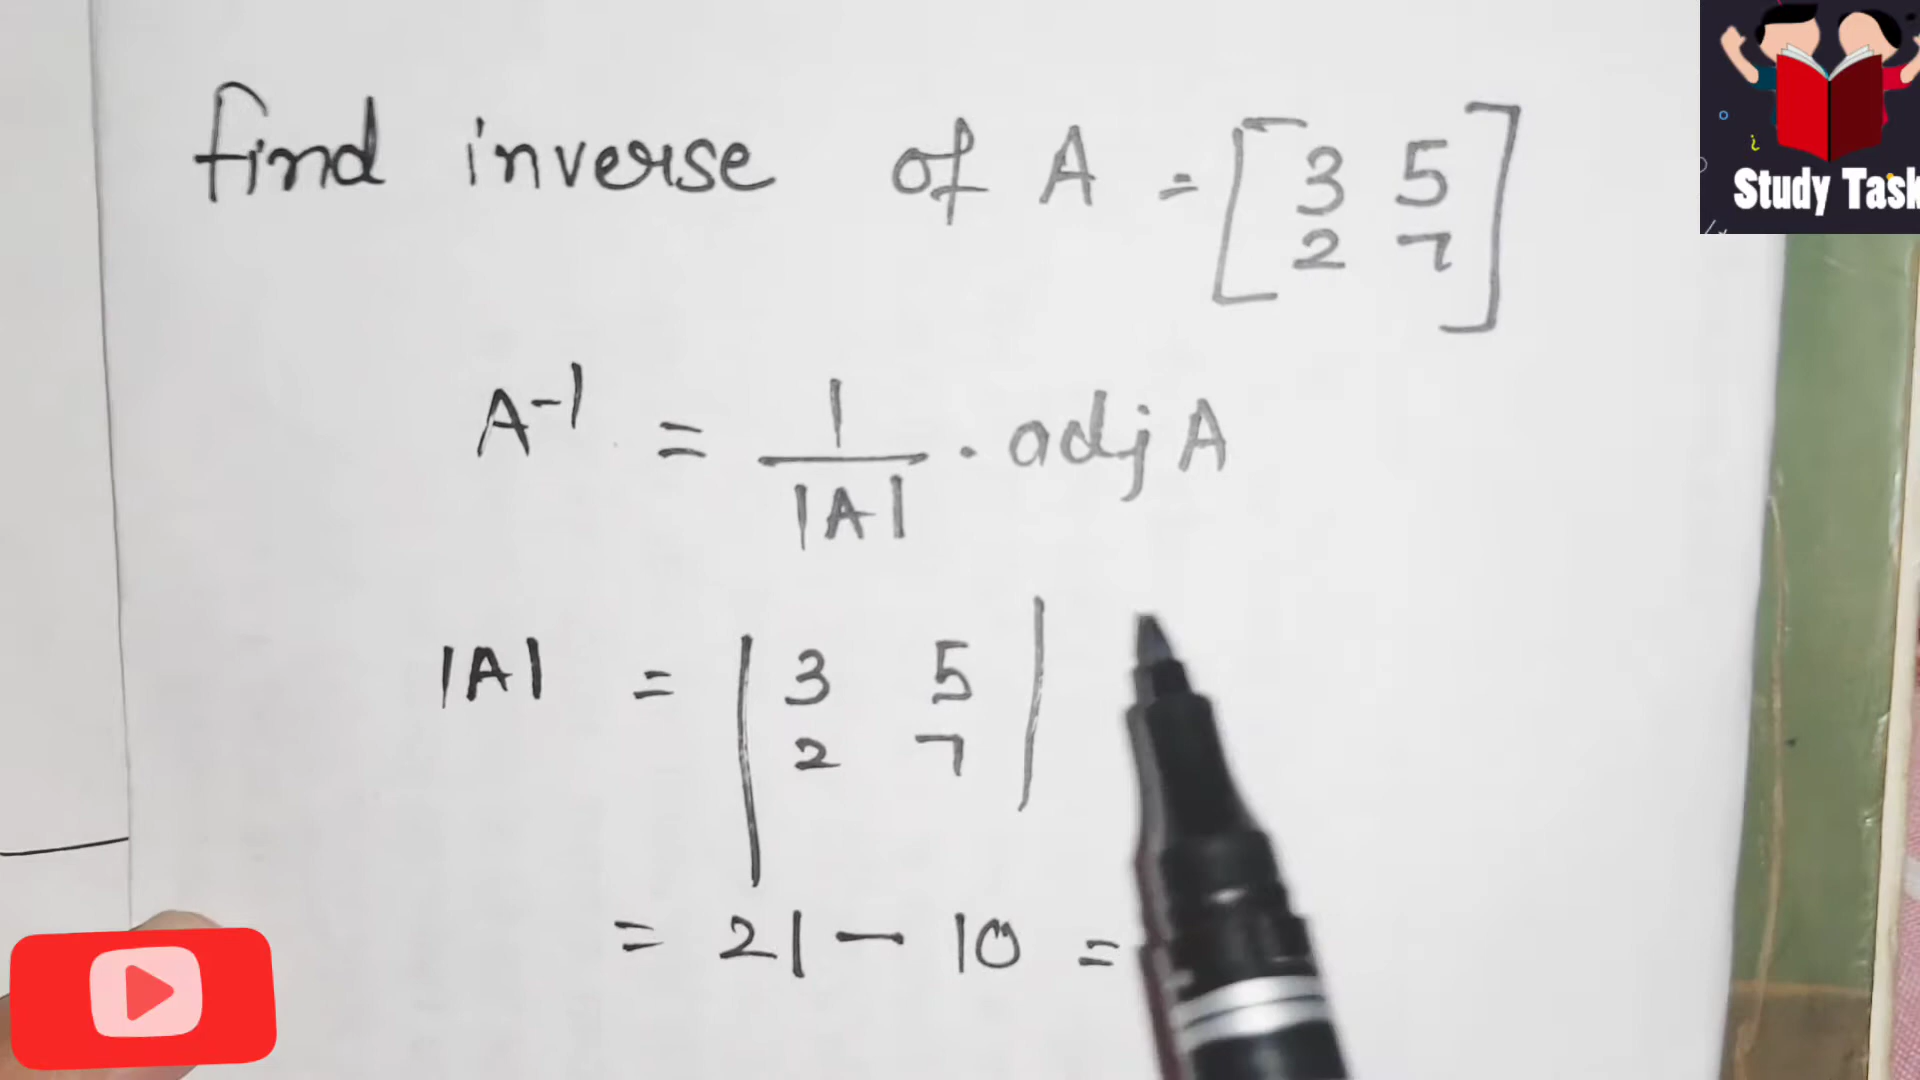 find inverse of A = [3 5
2 7]
A⁻¹ = 1/|A| · adj A
|A| = |3 5
2 7|
= 21 - 10 =
Study Task